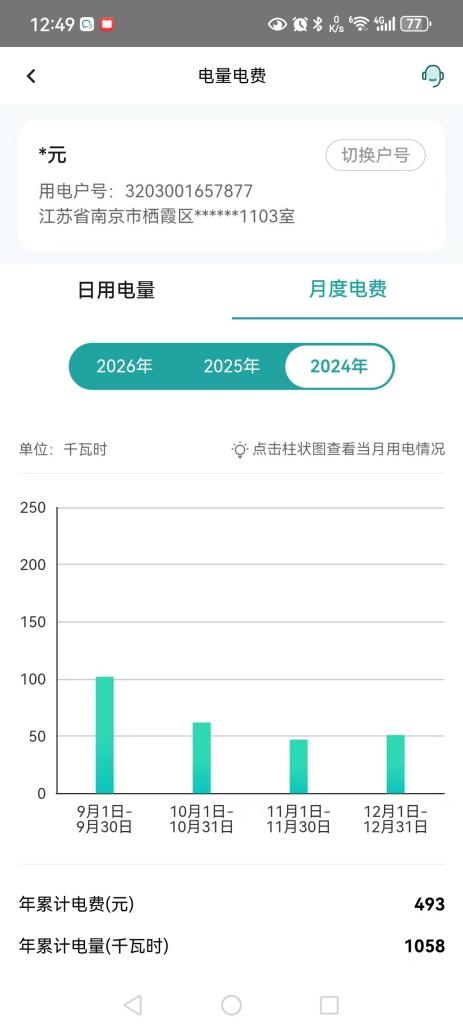 12:49
0 K/s
6
4G
77
电量电费
*元
切换户号
用电户号：3203001657877
江苏省南京市栖霞区******1103室
日用电量 月度电费
2026年 2025年 2024年
单位：千瓦时 点击柱状图查看当月用电情况
250
200
150
100
50
0
9月1日- 10月1日- 11月1日- 12月1日-
9月30日 10月31日 11月30日 12月31日
年累计电费(元) 493
年累计电量(千瓦时) 1058